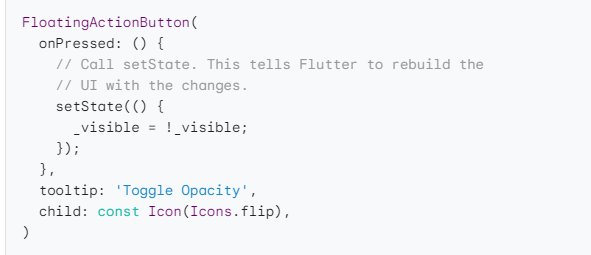 FloatingActionButton(
  onPressed: () {
    // Call setState. This tells Flutter to rebuild the
    // UI with the changes.
    setState(() {
      _visible = !_visible;
    });
  },
  tooltip: 'Toggle Opacity',
  child: const Icon(Icons.flip),
)